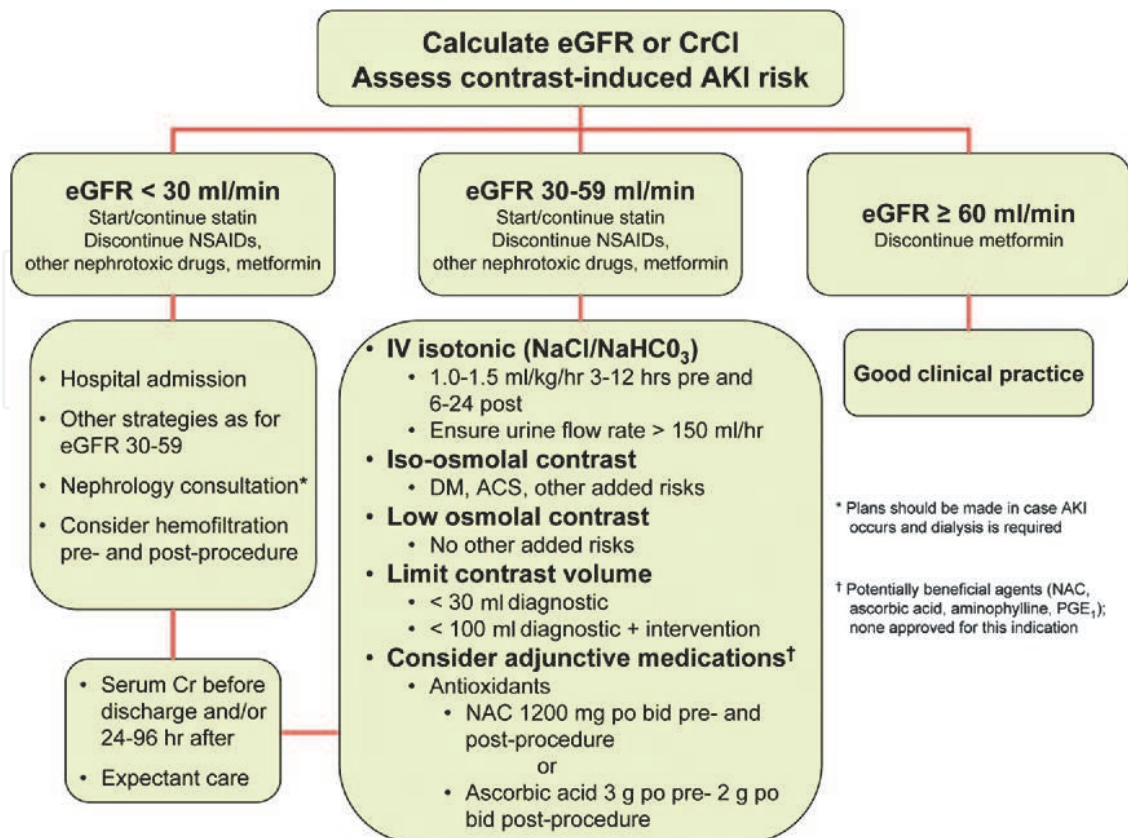 Calculate eGFR or CrCl
Assess contrast-induced AKI risk
eGFR < 30 ml/min
Start/continue statin
Discontinue NSAIDs,
other nephrotoxic drugs, metformin
eGFR 30-59 ml/min
Start/continue statin
Discontinue NSAIDs,
other nephrotoxic drugs, metformin
eGFR ≥ 60 ml/min
Discontinue metformin
• Hospital admission
• Other strategies as for
eGFR 30-59
• Nephrology consultation*
• Consider hemofiltration
pre- and post-procedure
• IV isotonic (NaCl/NaHC0₃)
• 1.0-1.5 ml/kg/hr 3-12 hrs pre and
6-24 post
• Ensure urine flow rate > 150 ml/hr
• Iso-osmolal contrast
• DM, ACS, other added risks
• Low osmolal contrast
• No other added risks
• Limit contrast volume
• < 30 ml diagnostic
• < 100 ml diagnostic + intervention
• Consider adjunctive medications†
• Antioxidants
• NAC 1200 mg po bid pre- and
post-procedure
or
• Ascorbic acid 3 g po pre- 2 g po
bid post-procedure
Good clinical practice
* Plans should be made in case AKI
occurs and dialysis is required
† Potentially beneficial agents (NAC,
ascorbic acid, aminophylline, PGE₁);
none approved for this indication
• Serum Cr before
discharge and/or
24-96 hr after
• Expectant care